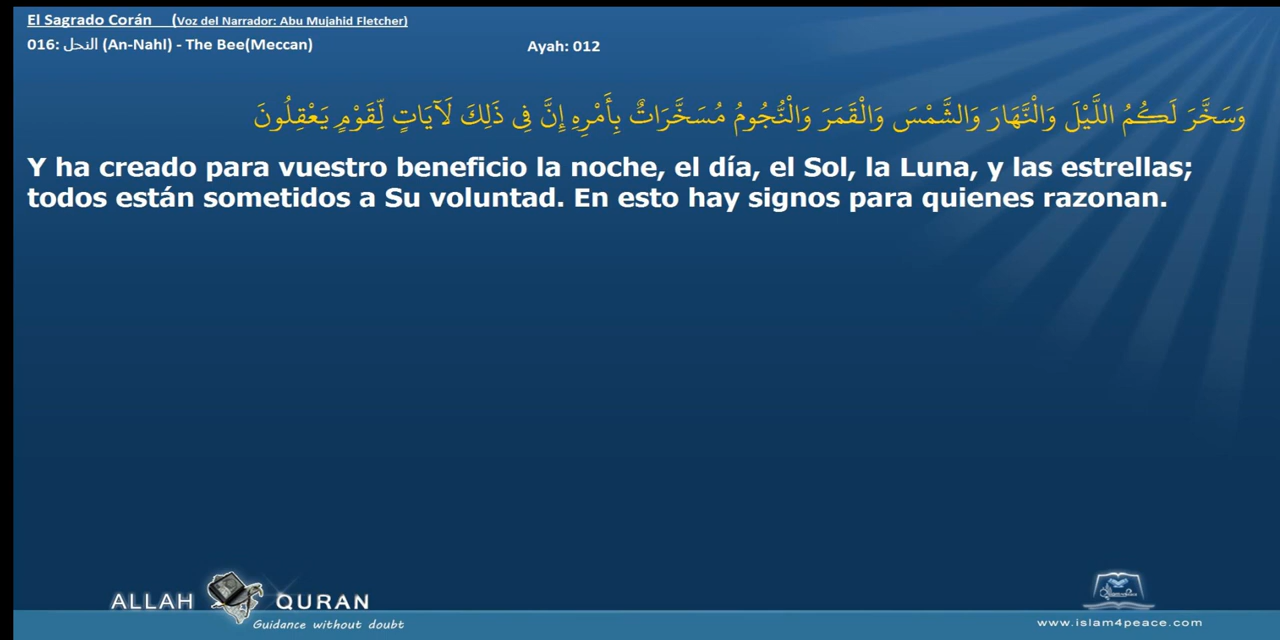 El Sagrado Corán (Voz del Narrador: Abu Mujahid Fletcher)
016: النحل (An-Nahl) - The Bee(Meccan) Ayah: 012
وَسَخَّرَ لَكُمُ اللَّيْلَ وَالْنَّهَارَ وَالشَّمْسَ وَالْقَمَرَ وَالْنُّجُومُ مُسَخَّرَاتٌ بِأَمْرِهِ إِنَّ فِي ذَلِكَ لَآيَاتٍ لِّقَوْمٍ يَعْقِلُونَ
Y ha creado para vuestro beneficio la noche, el día, el Sol, la Luna, y las estrellas;
todos están sometidos a Su voluntad. En esto hay signos para quienes razonan.
ALLAH QURAN
Guidance without doubt
www.islam4peace.com